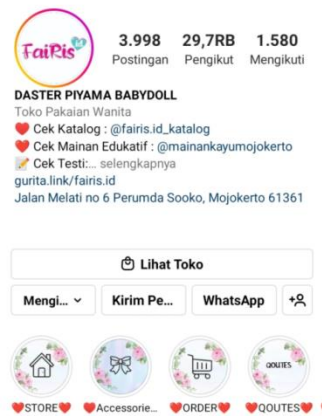 FaiRis
3.998 29,7RB 1.580
Postingan Pengikut Mengikuti
DASTER PIYAMA BABYDOLL
Toko Pakaian Wanita
❤️ Cek Katalog : @fairis.id_katalog
❤️ Cek Mainan Edukatif : @mainankayumojokerto
📝 Cek Testi:... selengkapnya
gurita.link/fairis.id
Jalan Melati no 6 Perumda Sooko, Mojokerto 61361
Lihat Toko
Mengi... Kirim Pe... WhatsApp
QOUTES
❤️STORE❤️ ❤️Accessorie... ❤️ORDER❤️ ❤️QOUTES❤️